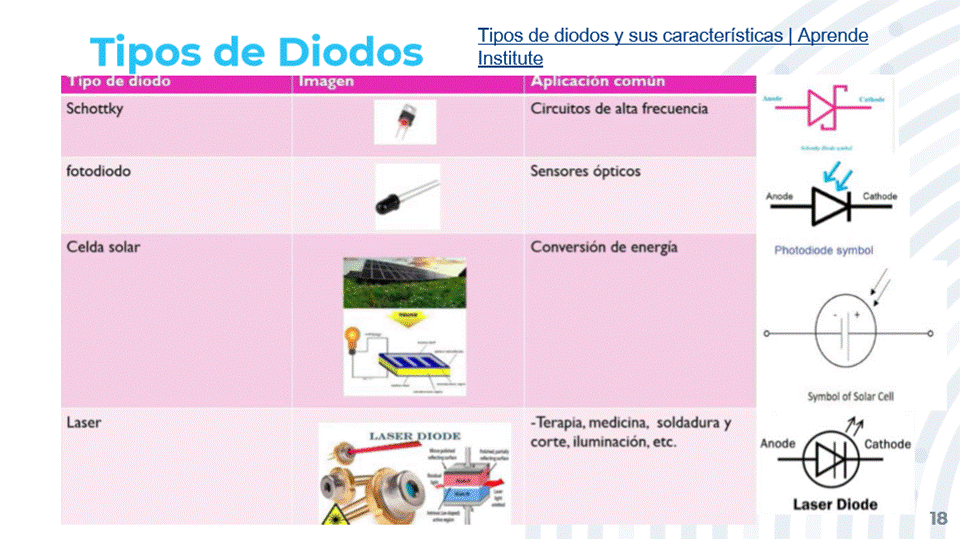 Tipos de Diodos
Tipos de diodos y sus características | Aprende
Institute
Tipo de diodo
Imagen
Aplicación común
Schottky
Circuitos de alta frecuencia
Anode
Cathode
Schottky Diode symbol
fotodiodo
Sensores ópticos
Anode
Cathode
Photodiode symbol
Celda solar
Conversión de energía
- +
Symbol of Solar Cell
Laser
-Terapia, medicina, soldadura y
corte, iluminación, etc.
LASER DIODE
Anode
Cathode
Laser Diode
18